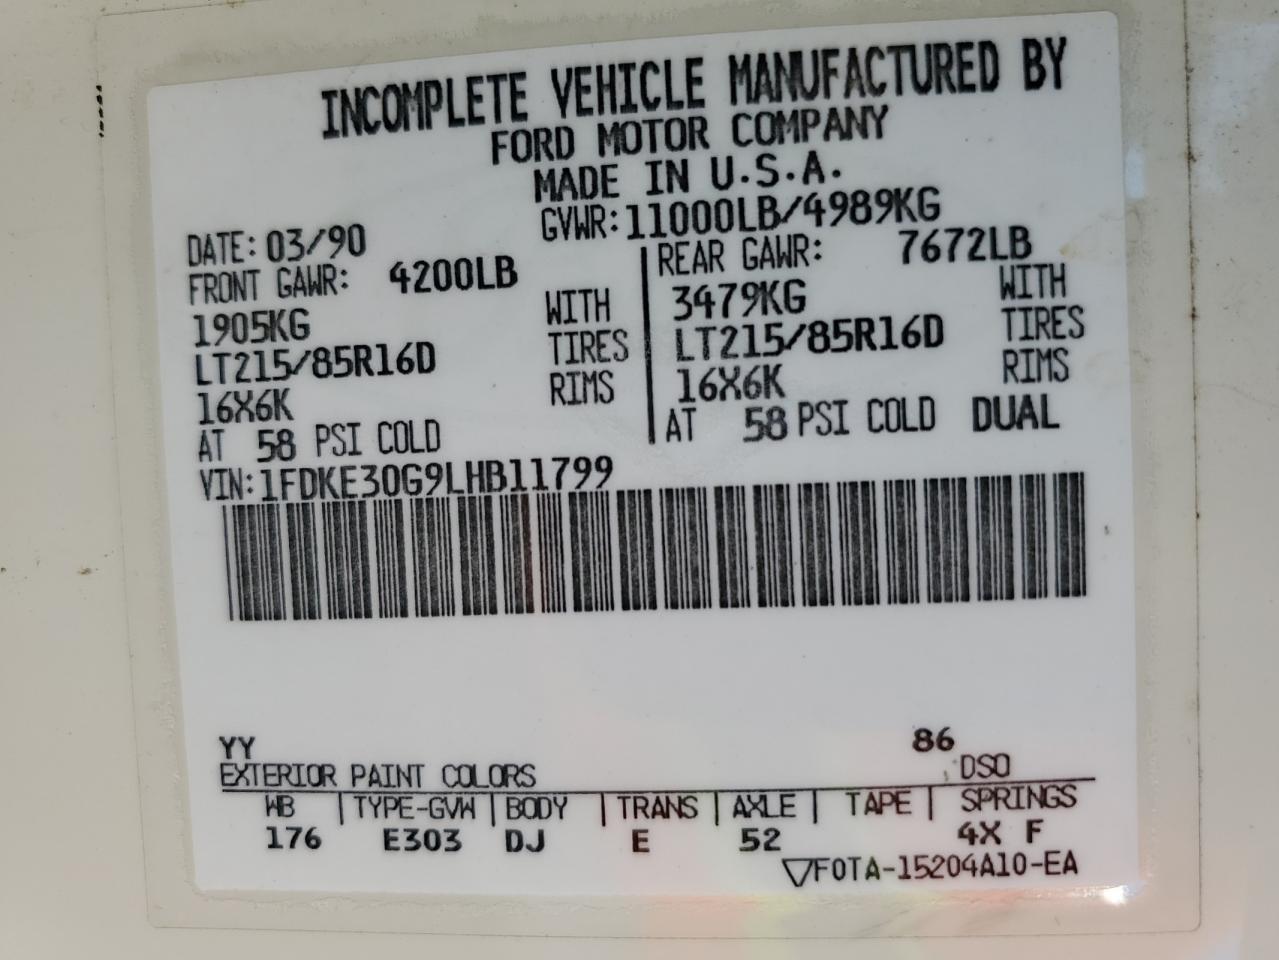 INCOMPLETE VEHICLE MANUFACTURED BY
FORD MOTOR COMPANY
MADE IN U.S.A.
DATE: 03/90 GVWR: 11000LB/4989KG
FRONT GAWR: 4200LB REAR GAWR: 7672LB
1905KG WITH 3479KG WITH
LT215/85R16D TIRES LT215/85R16D TIRES
16X6K RIMS 16X6K RIMS
AT 58 PSI COLD AT 58 PSI COLD DUAL
VIN: 1FDKE30G9LHB11799
YY 86
EXTERIOR PAINT COLORS DSO
WB | TYPE-GVW | BODY | TRANS | AXLE | TAPE | SPRINGS
176 E303 DJ E 52 4X F
▽F0TA-15204A10-EA